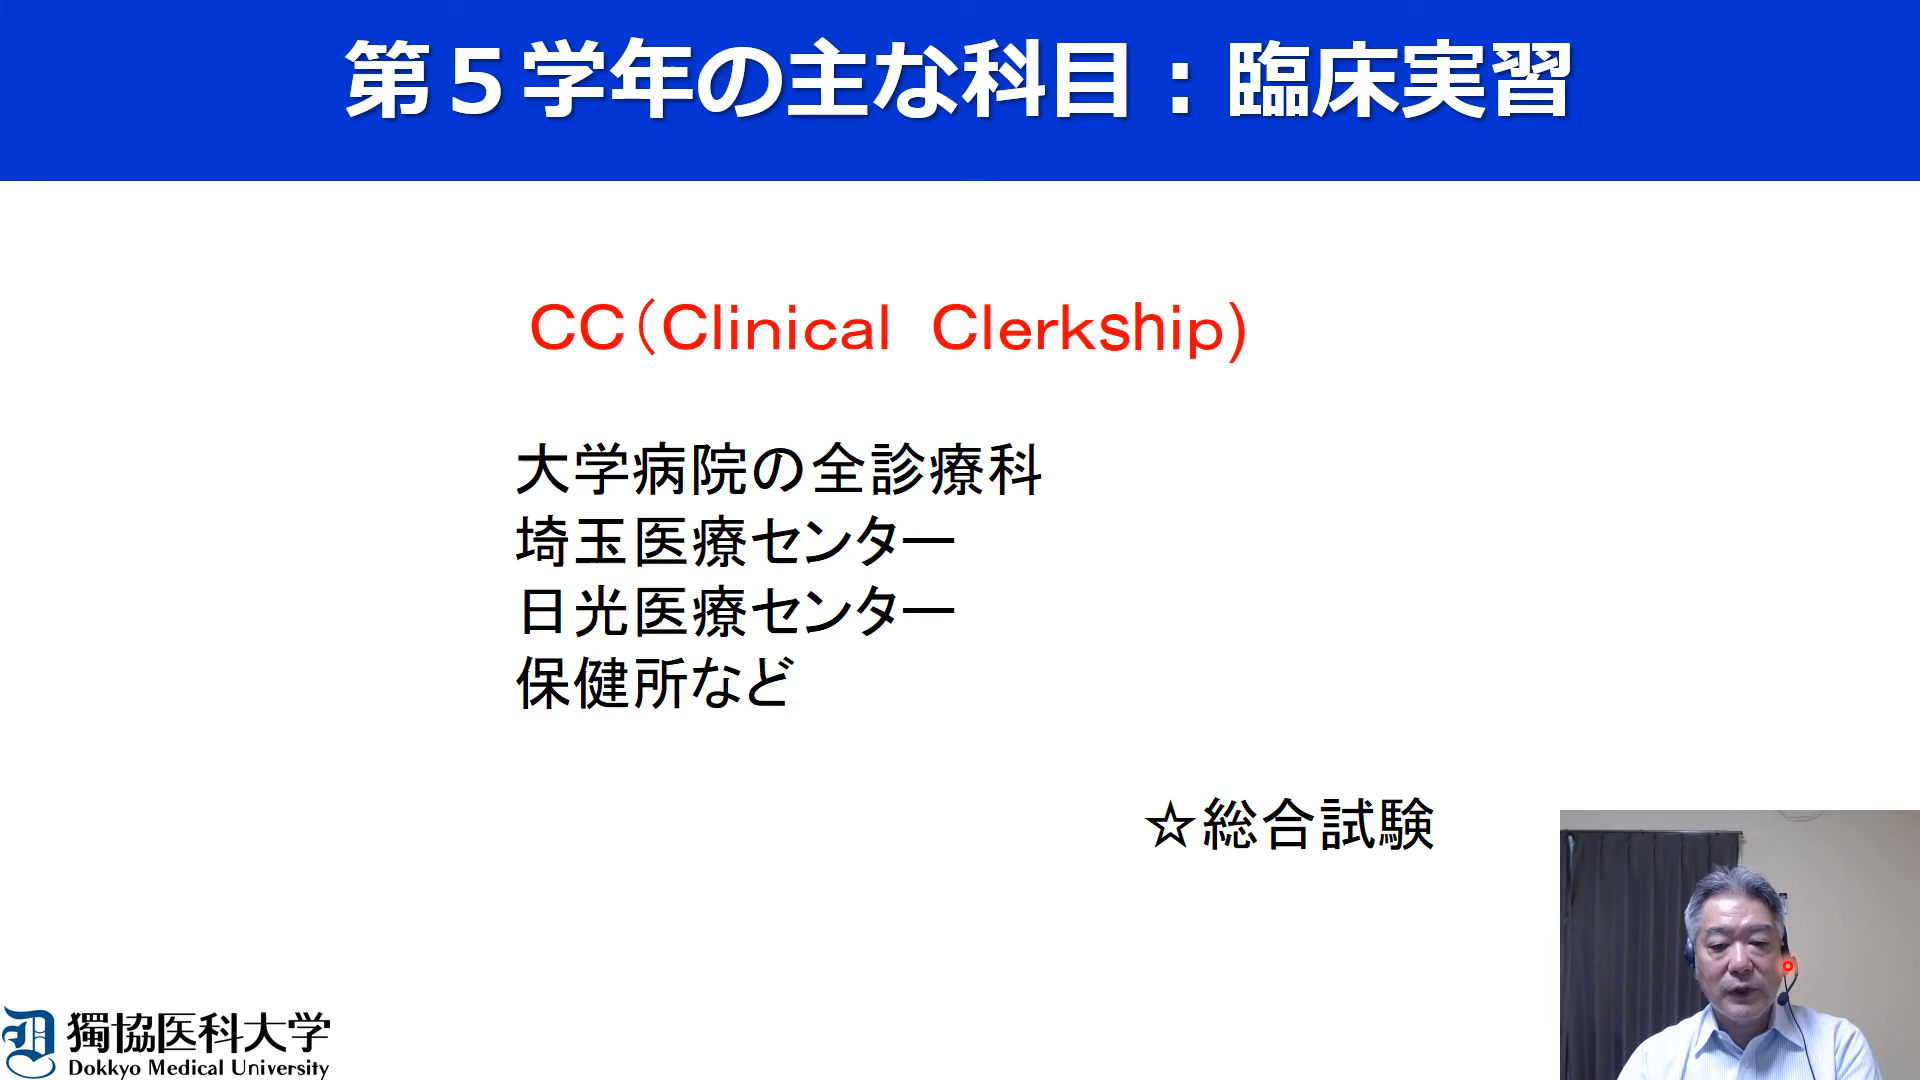 第５学年の主な科目：臨床実習
ＣＣ（Ｃｌｉｎｉｃａｌ　Ｃｌｅｒｋｓｈｉｐ）
大学病院の全診療科
埼玉医療センター
日光医療センター
保健所など
☆総合試験
獨協医科大学
Dokkyo Medical University